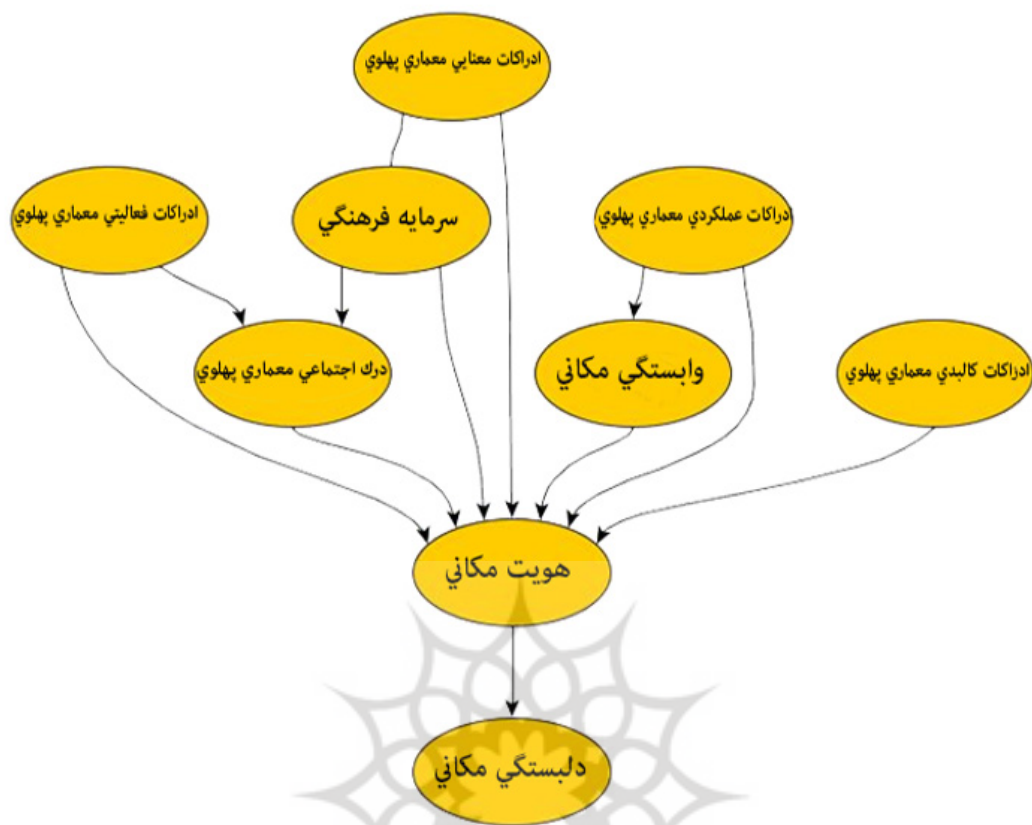 ادراكات معنايي معماري پهلوي
ادراكات فعاليتي معماري پهلوي
سرمايه فرهنگي
دراكات عملكردي معماري پهلوي
درك اجتماعي معماري پهلوي
وابستگي مكاني
ادراكات كالبدي معماري پهلوي
هويت مكاني
دلبستگي مكاني